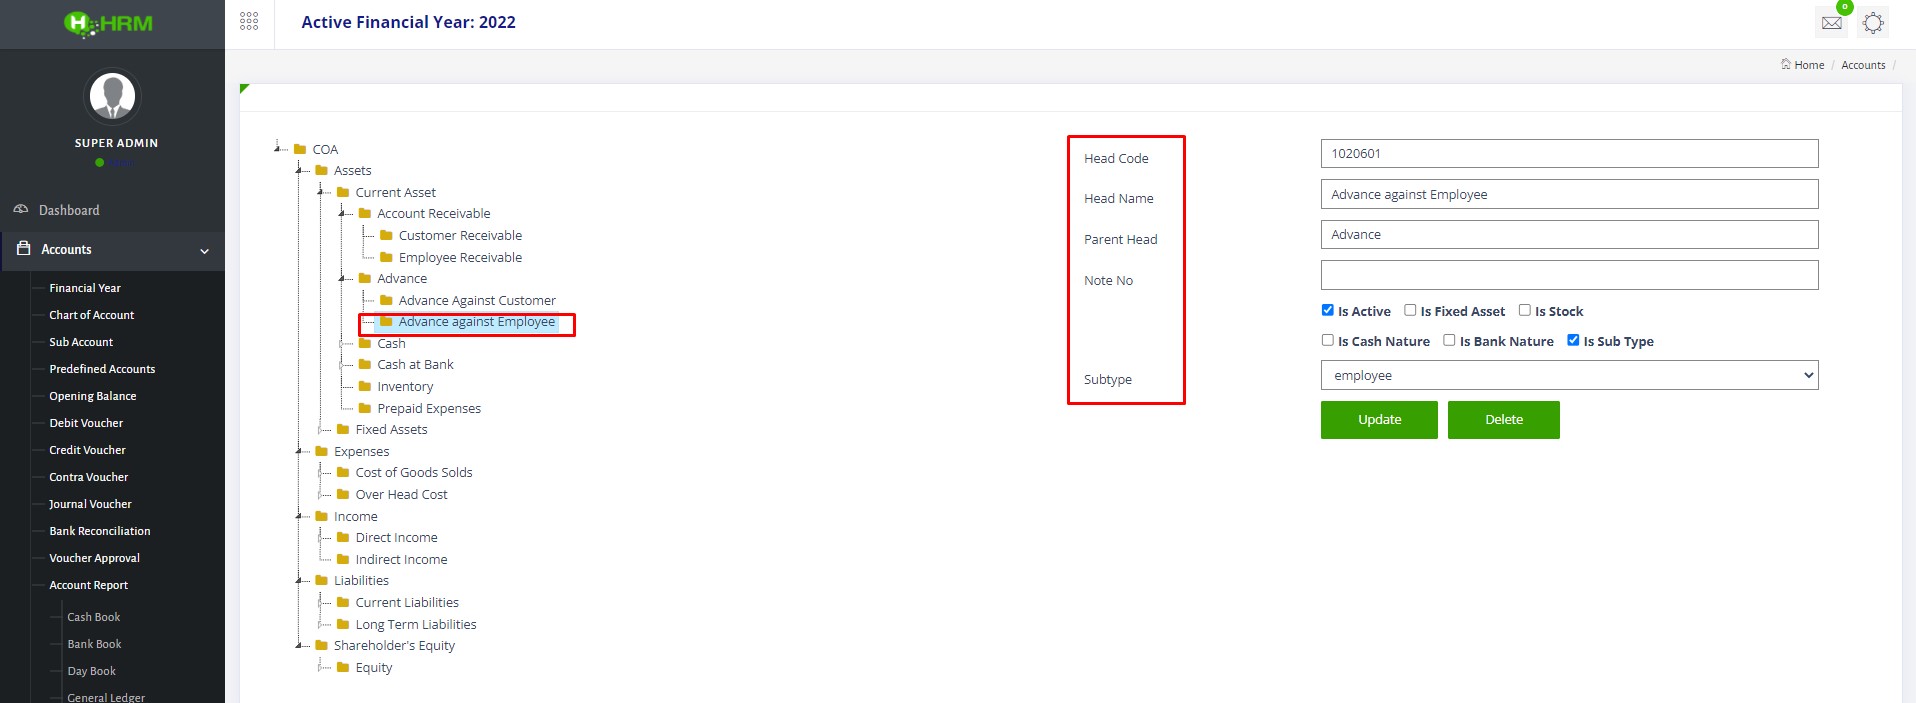 HRM
Active Financial Year: 2022
0
Home / Accounts /
SUPER ADMIN
Dashboard
Accounts
Financial Year
Chart of Account
Sub Account
Predefined Accounts
Opening Balance
Debit Voucher
Credit Voucher
Contra Voucher
Journal Voucher
Bank Reconciliation
Voucher Approval
Account Report
Cash Book
Bank Book
Day Book
General Ledger
COA
Assets
Current Asset
Account Receivable
Customer Receivable
Employee Receivable
Advance
Advance Against Customer
Advance against Employee
Cash
Cash at Bank
Inventory
Prepaid Expenses
Fixed Assets
Expenses
Cost of Goods Solds
Over Head Cost
Income
Direct Income
Indirect Income
Liabilities
Current Liabilities
Long Term Liabilities
Shareholder's Equity
Equity
Head Code 1020601
Head Name Advance against Employee
Parent Head Advance
Note No
Is Active Is Fixed Asset Is Stock
Is Cash Nature Is Bank Nature Is Sub Type
Subtype employee
Update Delete